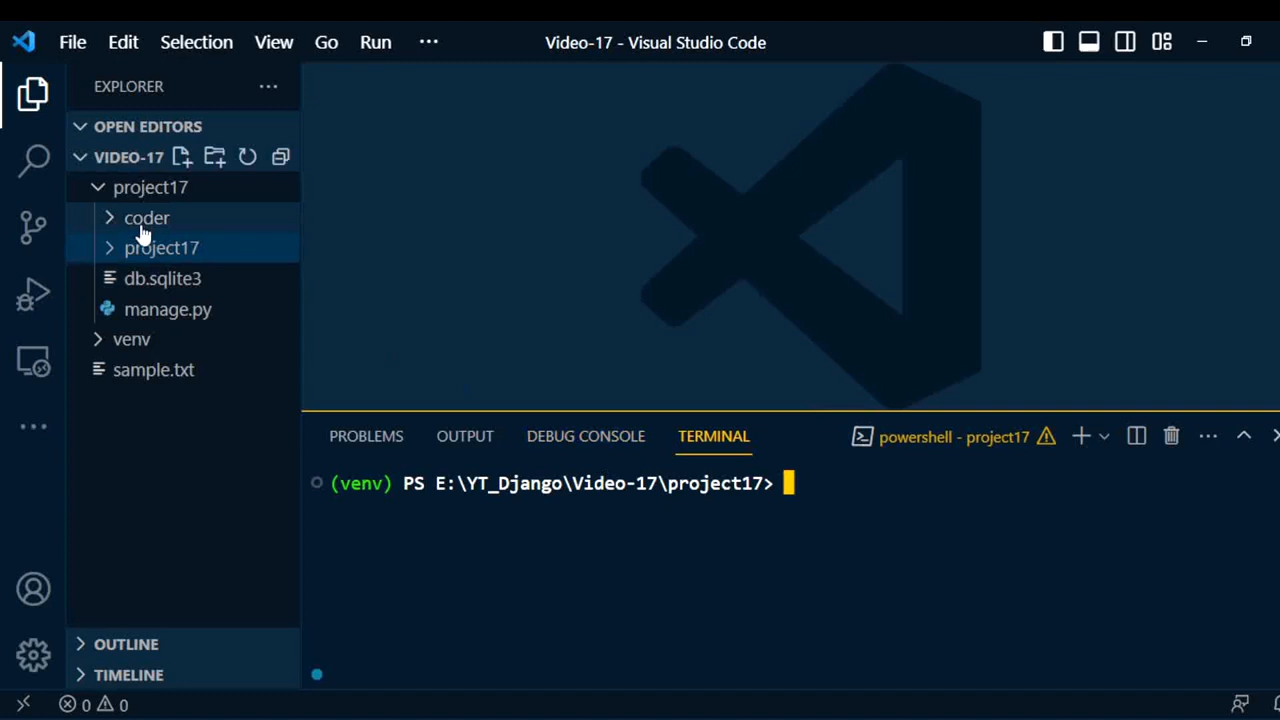 File Edit Selection View Go Run ··· Video-17 - Visual Studio Code
EXPLORER ···
OPEN EDITORS
VIDEO-17
project17
coder
project17
db.sqlite3
manage.py
venv
sample.txt
PROBLEMS OUTPUT DEBUG CONSOLE TERMINAL powershell - project17
(venv) PS E:\YT_Django\Video-17\project17>
OUTLINE
TIMELINE
0 0